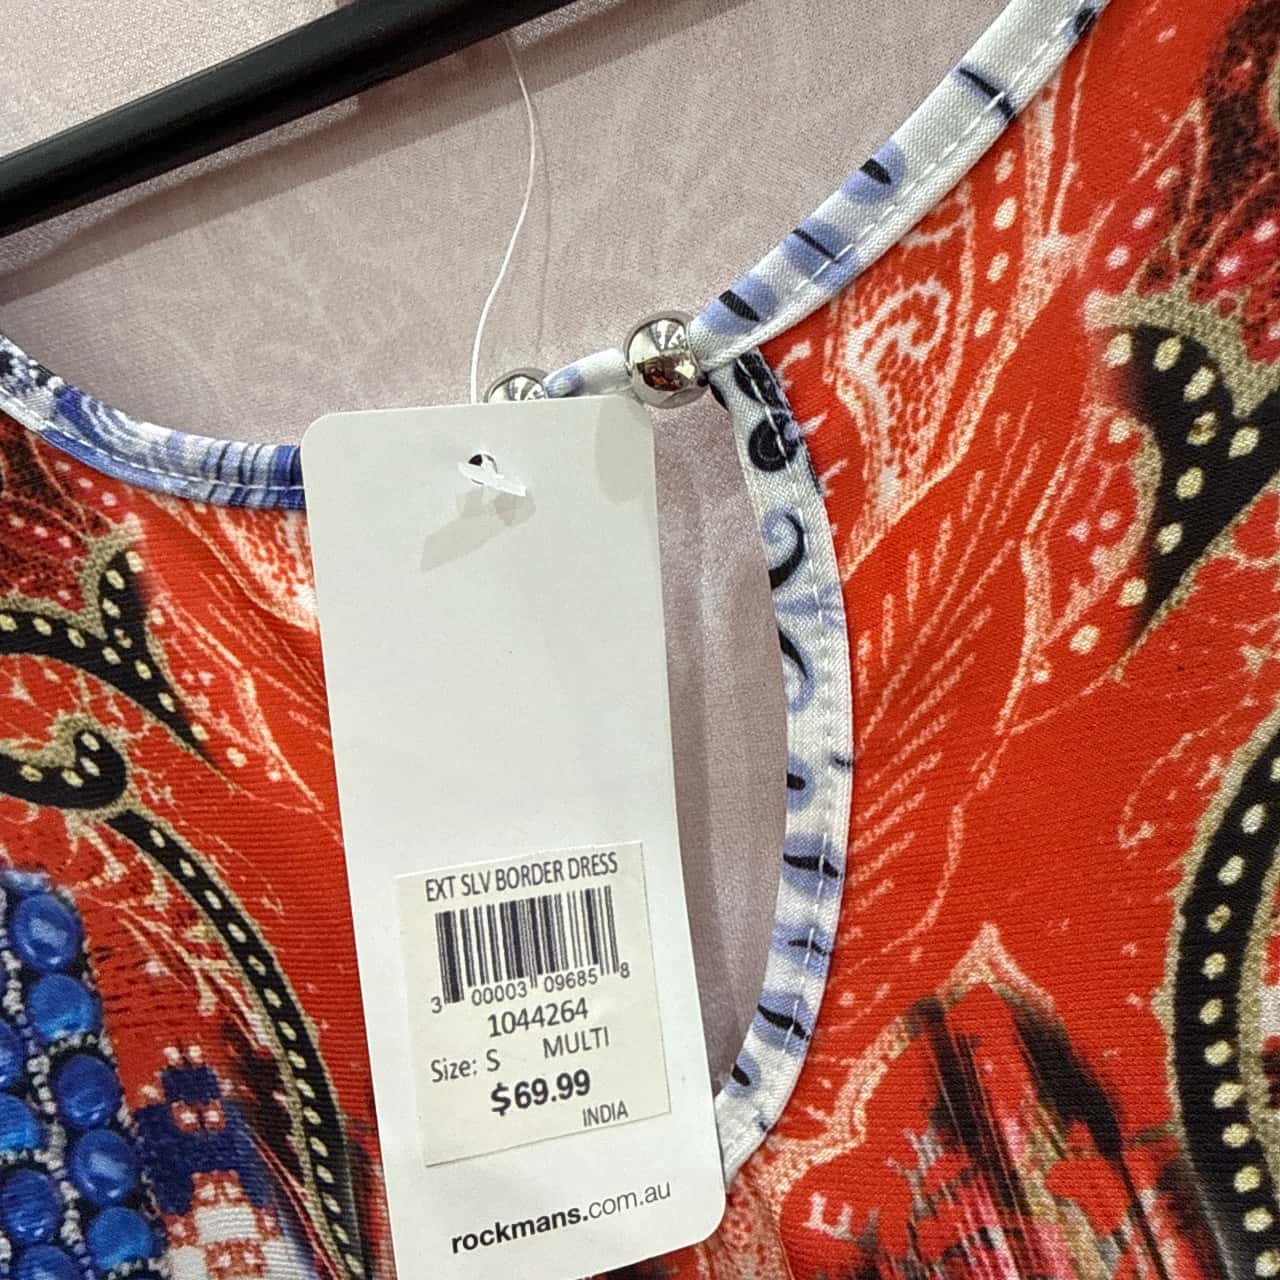 EXT SLV BORDER DRESS
3 00003 09685 8
1044264
Size: S MULTI
$69.99
INDIA
rockmans.com.au